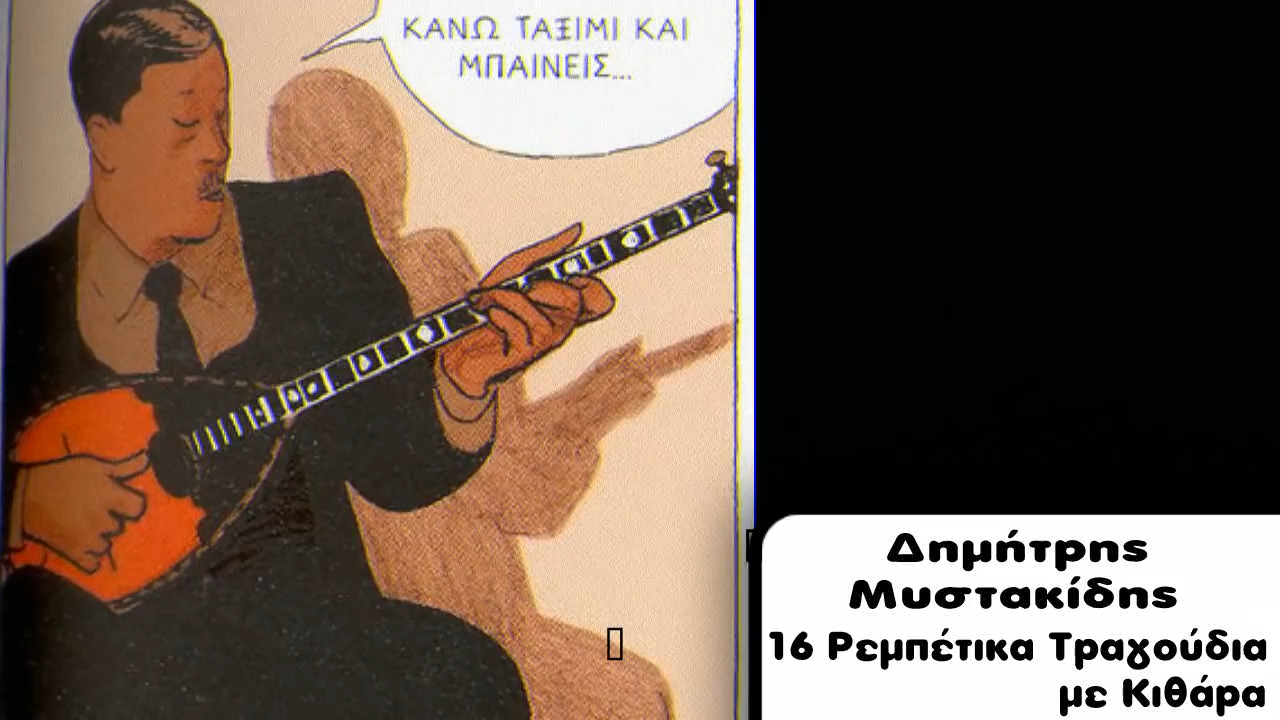 ΚΑΝΩ ΤΑΞΙΜΙ ΚΑΙ
ΜΠΑΙΝΕΙΣ...
Δημήτρης
Μυστακίδης
16 Ρεμπέτικα Τραγούδια
με Κιθάρα